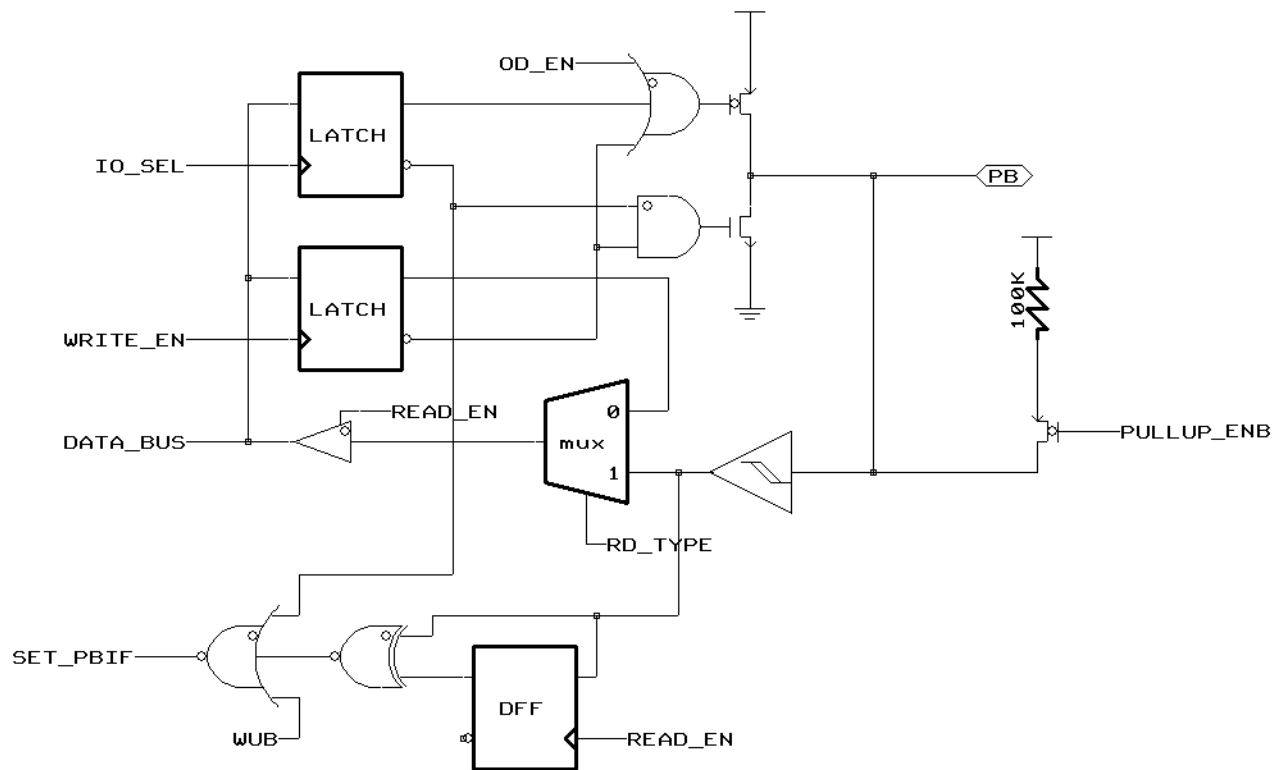 OD_EN
LATCH
IO_SEL
PB
100K
LATCH
WRITE_EN
READ_EN
0
DATA_BUS
mux
PULLUP_ENB
1
RD_TYPE
SET_PBIF
DFF
WUB
READ_EN